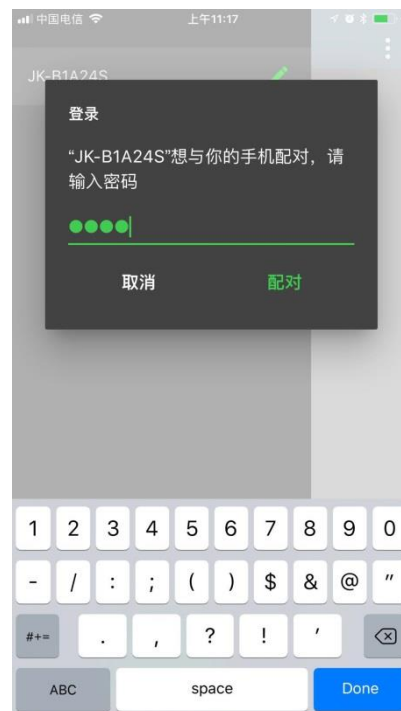 中国电信 上午11:17
JK-B1A24S
登录
“JK-B1A24S”想与你的手机配对，请
输入密码
●●●●
取消 配对
1 2 3 4 5 6 7 8 9 0
- / : ; ( ) $ & @ "
#+= . , ? ! '
ABC space Done